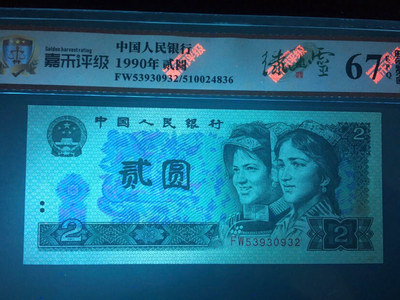 Golden harvest rating
嘉禾评级
中国人民银行
1990年 贰圆
FW53930932/510024836
67
中国人民银行
贰圆
2
FW53930932
2
2